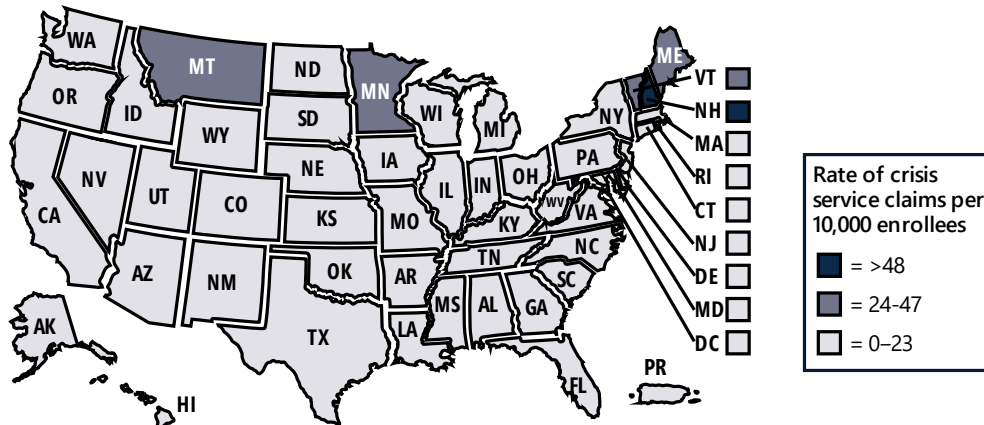 WA
MT
ND
MN
ME
VT
OR
ID
SD
WI
MI
NY
NH
WY
MA
IA
PA
NE
RI
NV
UT
IL
IN
OH
CT
CA
CO
KS
MO
WV
VA
KY
NJ
NC
TN
DE
AZ
NM
OK
AR
SC
MS
AL
GA
MD
TX
LA
DC
AK
FL
PR
HI
Rate of crisis
service claims per
10,000 enrollees
= >48
= 24-47
= 0–23